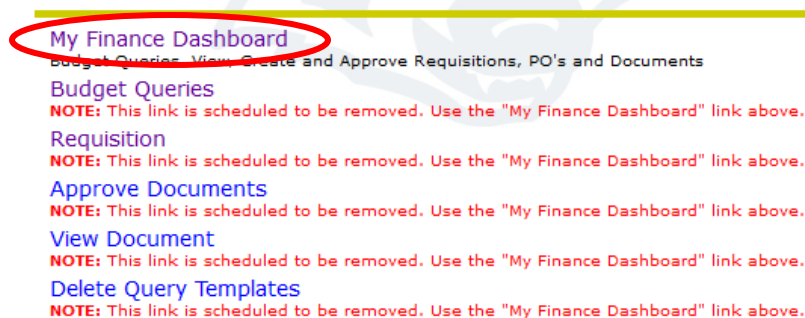 My Finance Dashboard
Budget Queries, View, Create and Approve Requisitions, PO's and Documents
Budget Queries
NOTE: This link is scheduled to be removed. Use the "My Finance Dashboard" link above.
Requisition
NOTE: This link is scheduled to be removed. Use the "My Finance Dashboard" link above.
Approve Documents
NOTE: This link is scheduled to be removed. Use the "My Finance Dashboard" link above.
View Document
NOTE: This link is scheduled to be removed. Use the "My Finance Dashboard" link above.
Delete Query Templates
NOTE: This link is scheduled to be removed. Use the "My Finance Dashboard" link above.